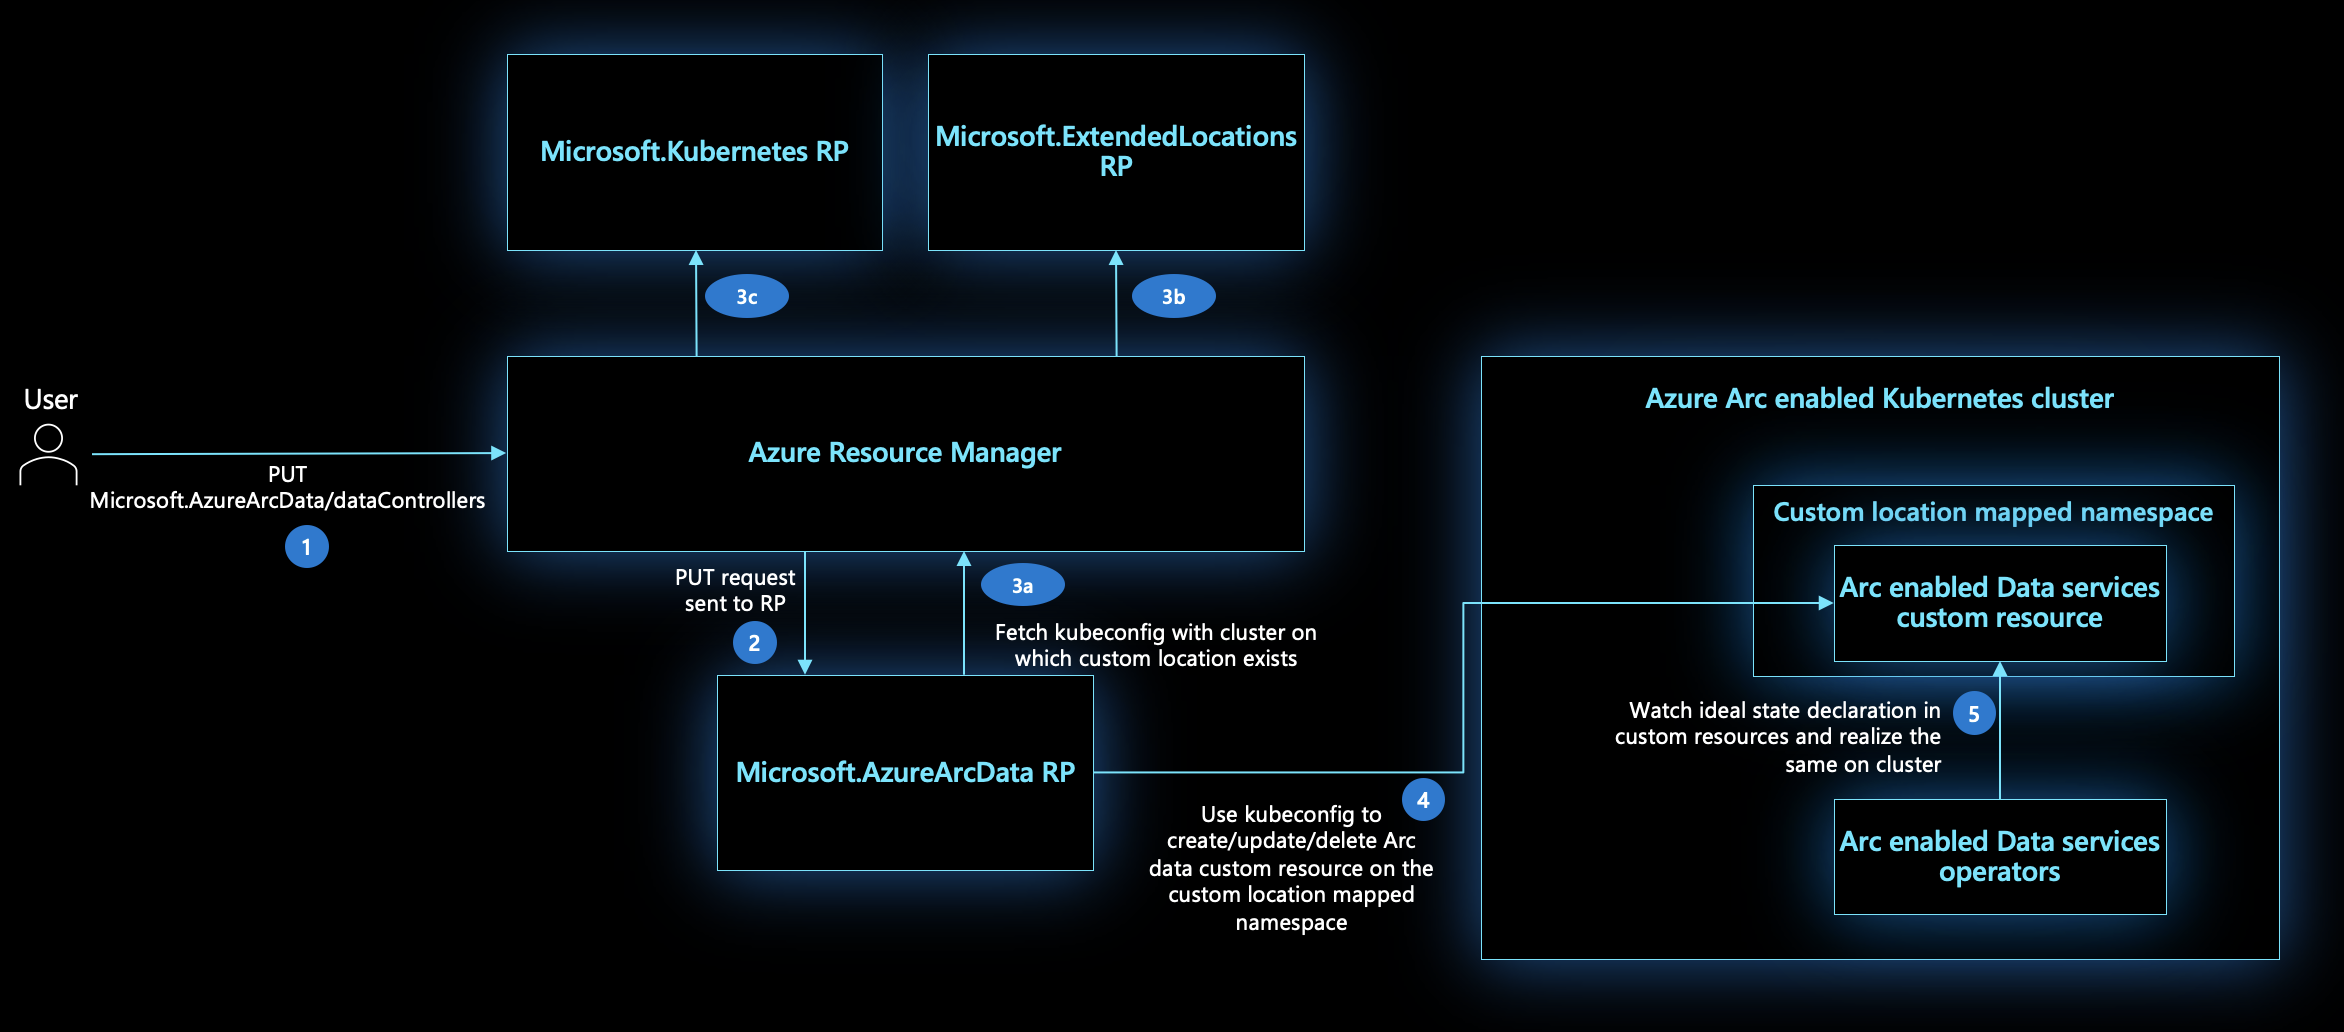 Microsoft.Kubernetes RP
Microsoft.ExtendedLocations
RP
3c
3b
User
Azure Resource Manager
PUT
Microsoft.AzureArcData/dataControllers
1
PUT request
sent to RP
2
3a
Fetch kubeconfig with cluster on
which custom location exists
Microsoft.AzureArcData RP
4
Use kubeconfig to
create/update/delete Arc
data custom resource on the
custom location mapped
namespace
Azure Arc enabled Kubernetes cluster
Custom location mapped namespace
Arc enabled Data services
custom resource
Watch ideal state declaration in
custom resources and realize the
same on cluster
5
Arc enabled Data services
operators